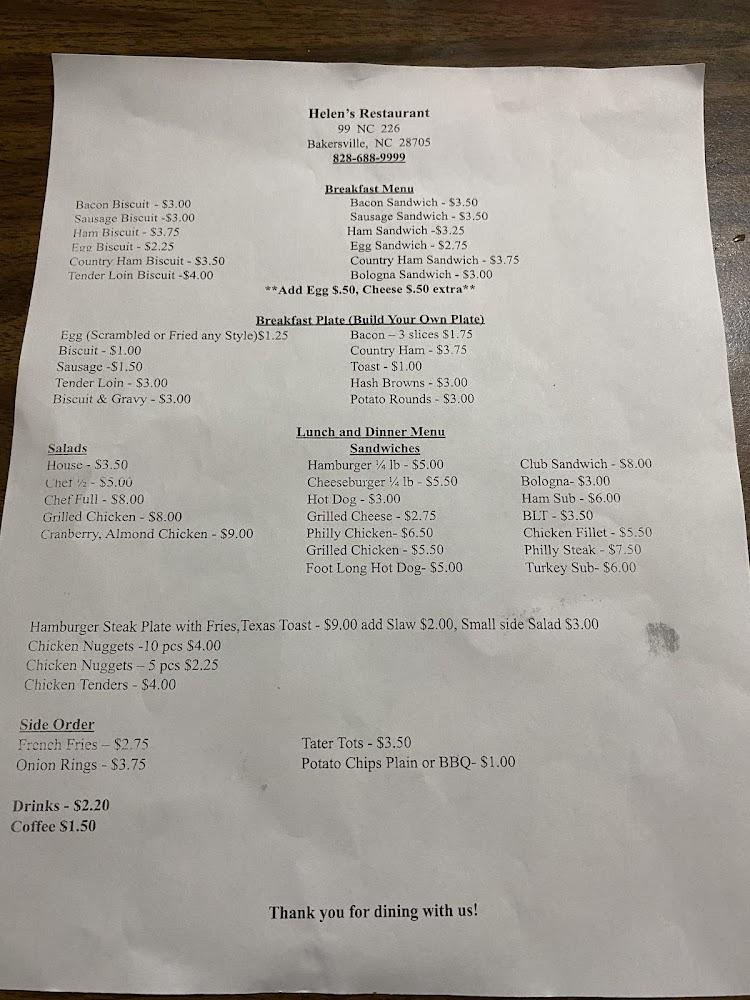 Helen's Restaurant
99 NC 226
Bakersville, NC 28705
828-688-9999
Breakfast Menu
Bacon Biscuit - $3.00
Sausage Biscuit -$3.00
Ham Biscuit - $3.75
Egg Biscuit - $2.25
Country Ham Biscuit - $3.50
Tender Loin Biscuit -$4.00
Bacon Sandwich - $3.50
Sausage Sandwich - $3.50
Ham Sandwich -$3.25
Egg Sandwich - $2.75
Country Ham Sandwich - $3.75
Bologna Sandwich - $3.00
**Add Egg $.50, Cheese $.50 extra**
Breakfast Plate (Build Your Own Plate)
Egg (Scrambled or Fried any Style)$1.25
Biscuit - $1.00
Sausage -$1.50
Tender Loin - $3.00
Biscuit & Gravy - $3.00
Bacon – 3 slices $1.75
Country Ham - $3.75
Toast - $1.00
Hash Browns - $3.00
Potato Rounds - $3.00
Lunch and Dinner Menu
Salads
House - $3.50
Chef ½ - $5.00
Chef Full - $8.00
Grilled Chicken - $8.00
Cranberry, Almond Chicken - $9.00
Sandwiches
Hamburger ¼ lb - $5.00
Cheeseburger ¼ lb - $5.50
Hot Dog - $3.00
Grilled Cheese - $2.75
Philly Chicken- $6.50
Grilled Chicken - $5.50
Foot Long Hot Dog- $5.00
Club Sandwich - $8.00
Bologna- $3.00
Ham Sub - $6.00
BLT - $3.50
Chicken Fillet - $5.50
Philly Steak - $7.50
Turkey Sub- $6.00
Hamburger Steak Plate with Fries,Texas Toast - $9.00 add Slaw $2.00, Small side Salad $3.00
Chicken Nuggets -10 pcs $4.00
Chicken Nuggets – 5 pcs $2.25
Chicken Tenders - $4.00
Side Order
French Fries – $2.75
Onion Rings - $3.75
Tater Tots - $3.50
Potato Chips Plain or BBQ- $1.00
Drinks - $2.20
Coffee $1.50
Thank you for dining with us!